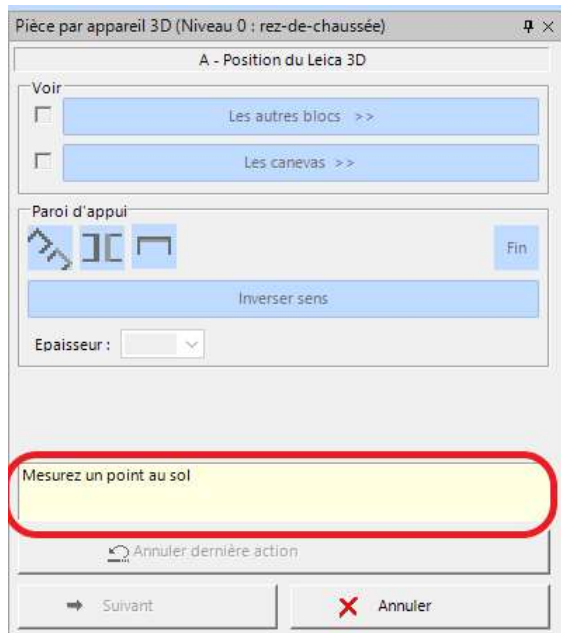 Pièce par appareil 3D (Niveau 0 : rez-de-chaussée)
A - Position du Leica 3D
Voir
Les autres blocs >>
Les canevas >>
Paroi d'appui
Fin
Inverser sens
Epaisseur :
Mesurez un point au sol
Annuler dernière action
Suivant
Annuler